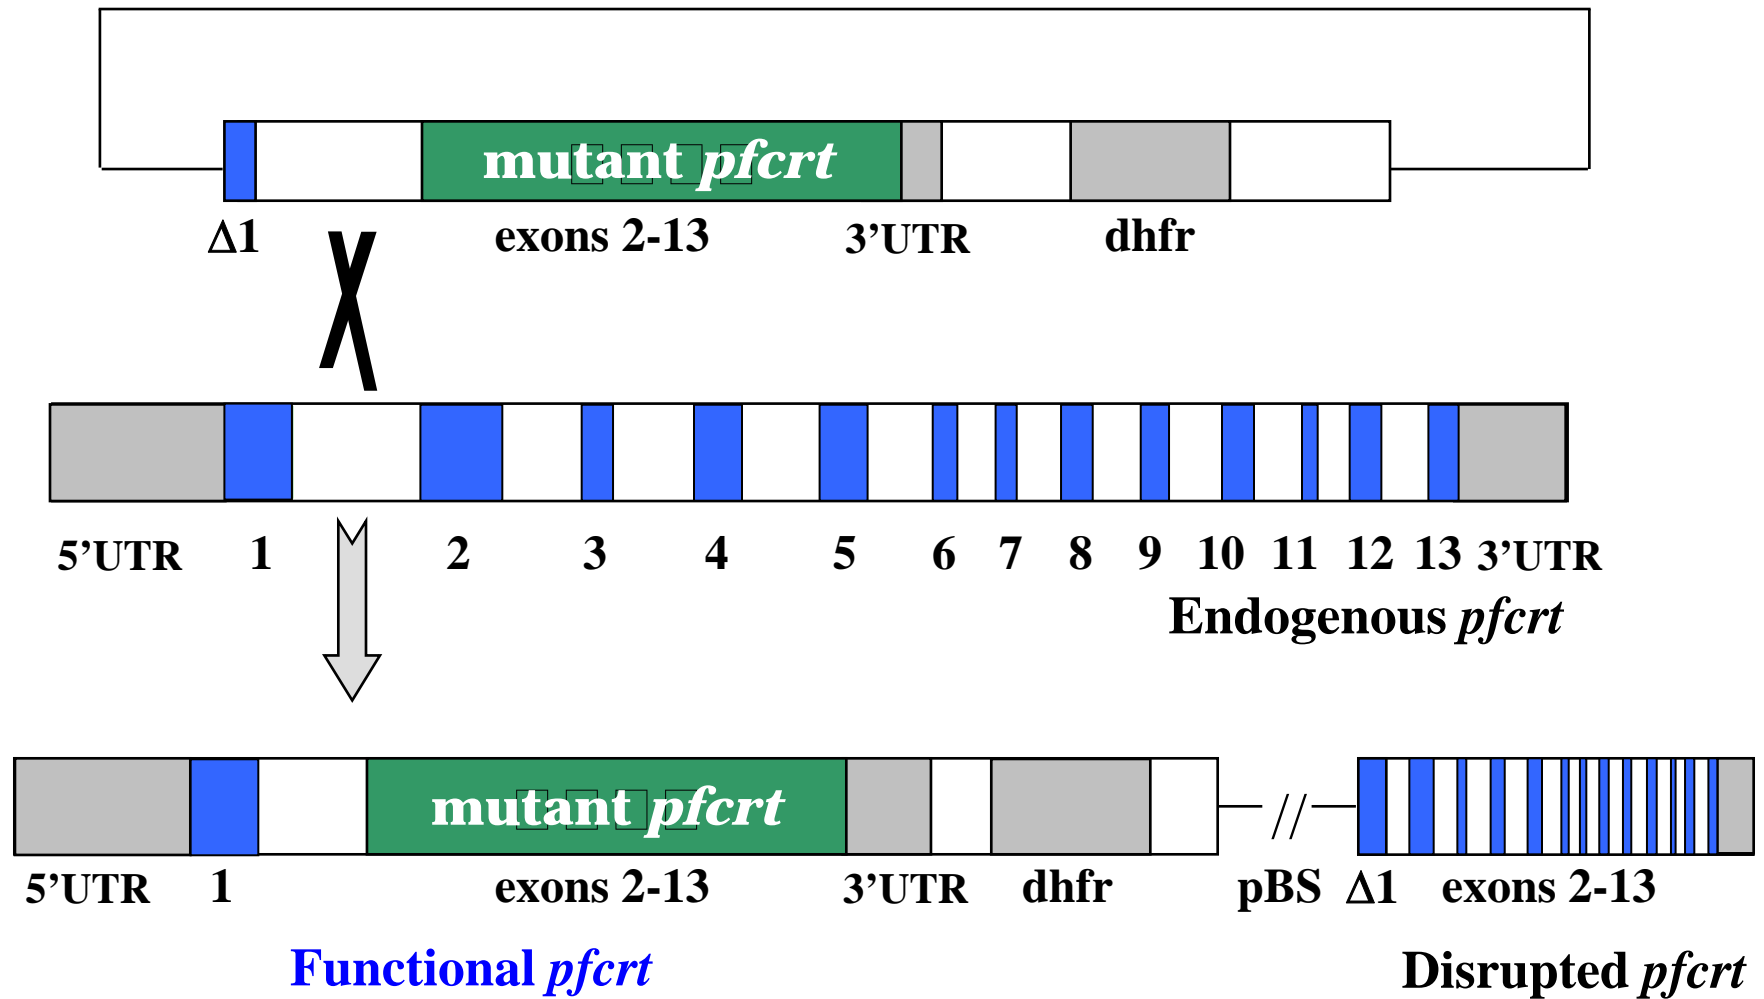 mutant pfcrt
Δ1 exons 2-13 3’UTR dhfr
5’UTR 1 2 3 4 5 6 7 8 9 10 11 12 13 3’UTR
Endogenous pfcrt
mutant pfcrt
//
5’UTR 1 exons 2-13 3’UTR dhfr pBS Δ1 exons 2-13
Functional pfcrt
Disrupted pfcrt